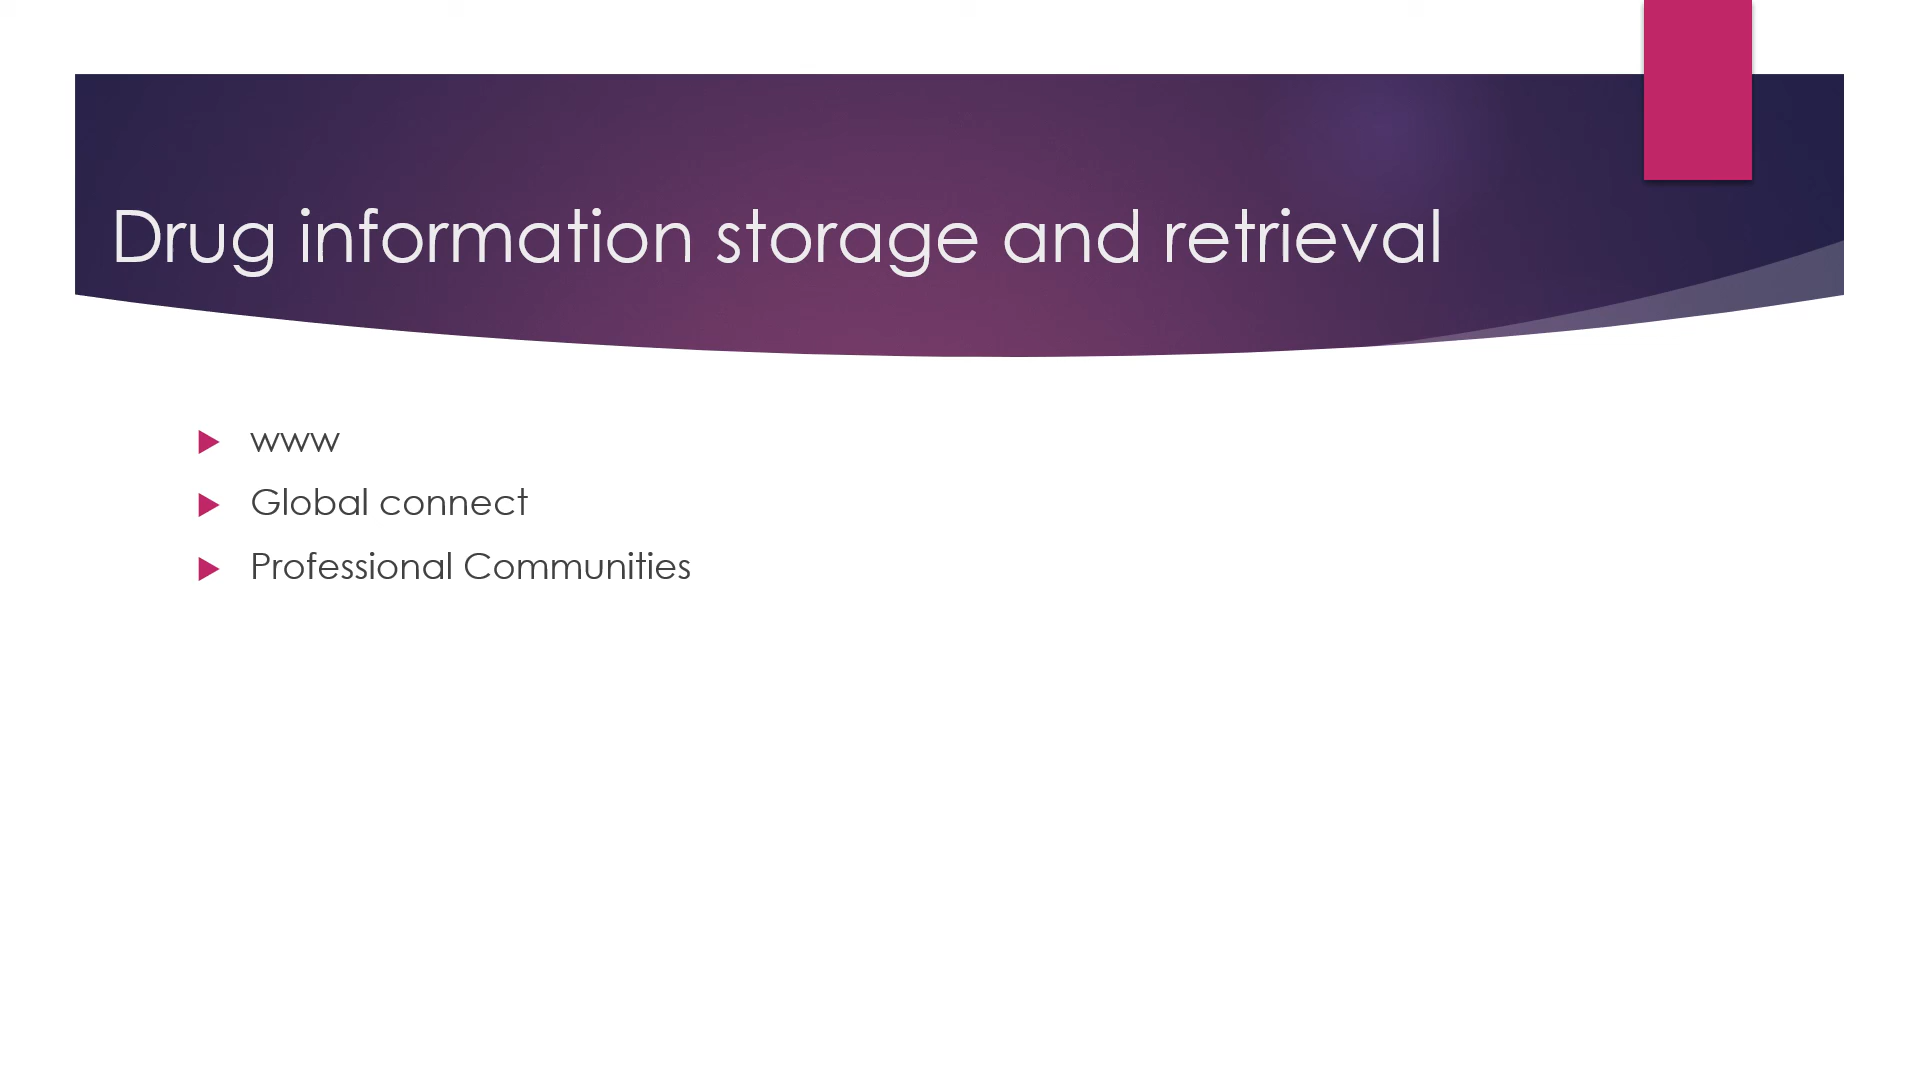 Drug information storage and retrieval
www
Global connect
Professional Communities